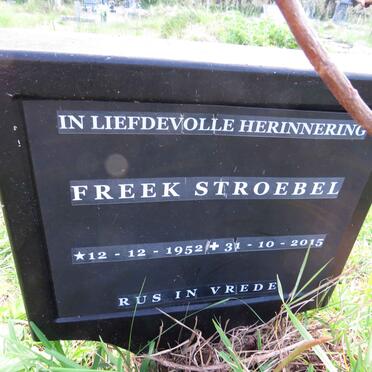 IN LIEFDEVOLLE HERINNERING
FREEK STROEBEL
★12 - 12 - 1952 ✝ 31 - 10 - 2015
RUS IN VREDE